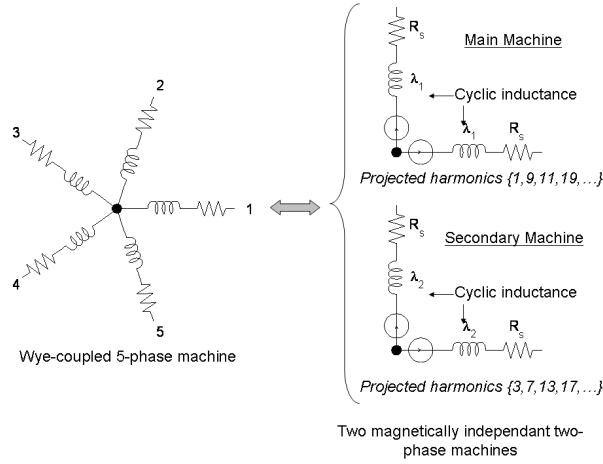 2
3
1
4
5
Wye-coupled 5-phase machine
Rs
Main Machine
λ1
Cyclic inductance
λ1
Rs
Projected harmonics {1,9,11,19,…}
Rs
Secondary Machine
λ2
Cyclic inductance
λ2
Rs
Projected harmonics {3,7,13,17,…}
Two magnetically independant two-
phase machines